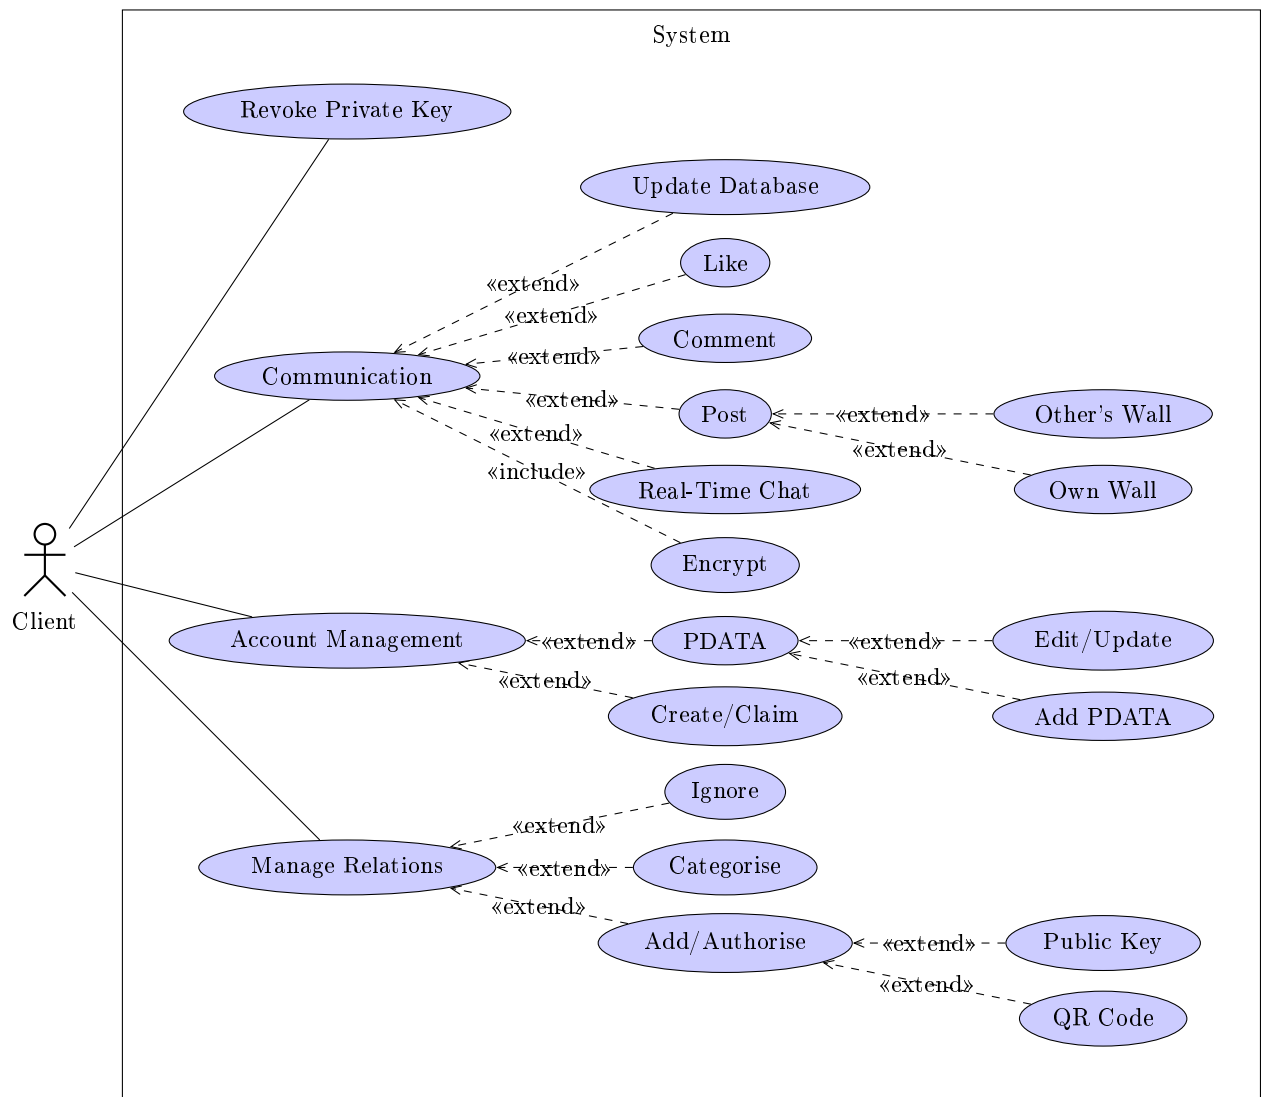 System
Revoke Private Key
Update Database
Like
«extend»
«extend»
Comment
«extend»
Communication
«extend»
Post
«extend»
Other's Wall
«extend»
«extend»
«include»
Real-Time Chat
Own Wall
Encrypt
Client
Account Management
«extend»
PDATA
«extend»
Edit/Update
«extend»
«extend»
Create/Claim
Add PDATA
Ignore
«extend»
Manage Relations
«extend»
Categorise
«extend»
Add/Authorise
«extend»
Public Key
«extend»
QR Code